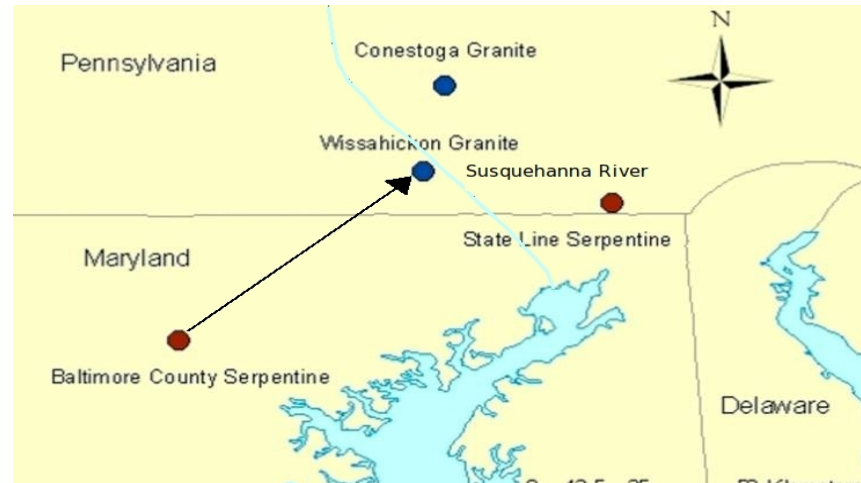 N
Conestoga Granite
Pennsylvania
Wissahickon Granite
Susquehanna River
State Line Serpentine
Maryland
Baltimore County Serpentine
Delaware